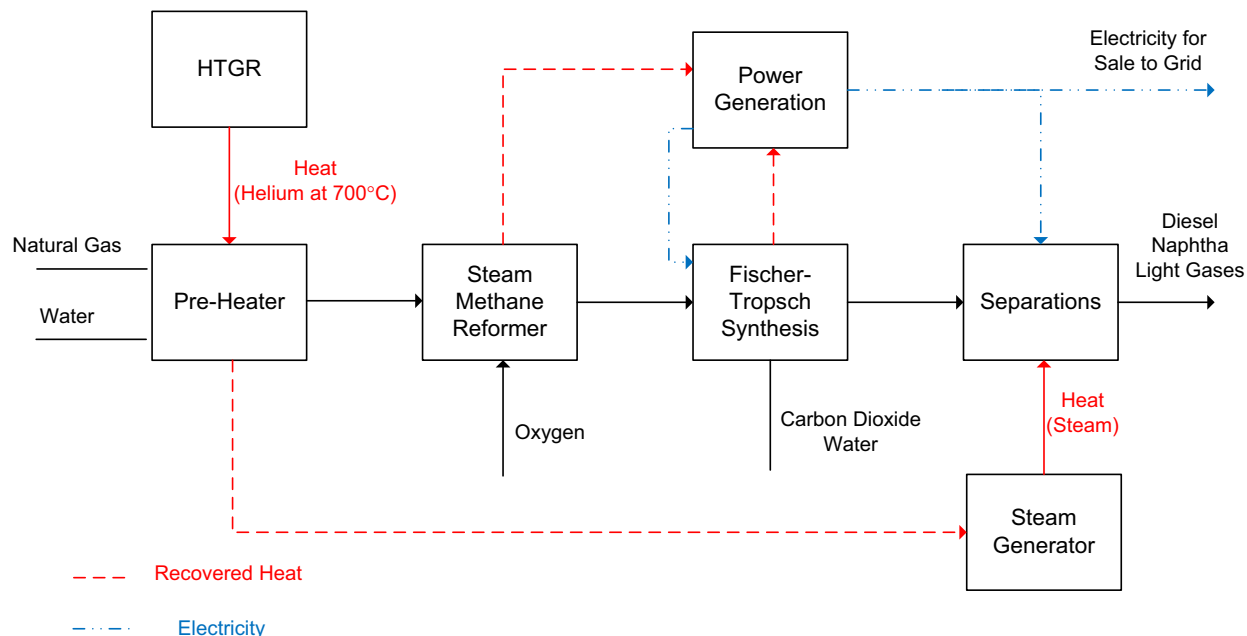 HTGR
Power
Generation
Electricity for
Sale to Grid
Heat
(Helium at 700°C)
Natural Gas
Water
Pre-Heater
Steam
Methane
Reformer
Fischer-
Tropsch
Synthesis
Separations
Diesel
Naphtha
Light Gases
Oxygen
Carbon Dioxide
Water
Heat
(Steam)
Steam
Generator
Recovered Heat
Electricity